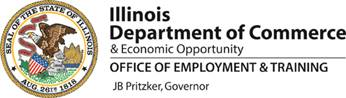 SEAL OF THE STATE OF ILLINOIS
AUG. 26TH 1818
Illinois
Department of Commerce
& Economic Opportunity
OFFICE OF EMPLOYMENT & TRAINING
JB Pritzker, Governor